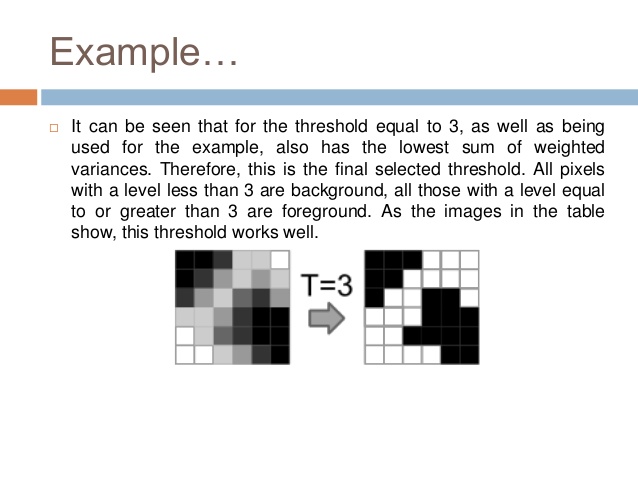 Example…
It can be seen that for the threshold equal to 3, as well as being
used for the example, also has the lowest sum of weighted
variances. Therefore, this is the final selected threshold. All pixels
with a level less than 3 are background, all those with a level equal
to or greater than 3 are foreground. As the images in the table
show, this threshold works well.
T=3